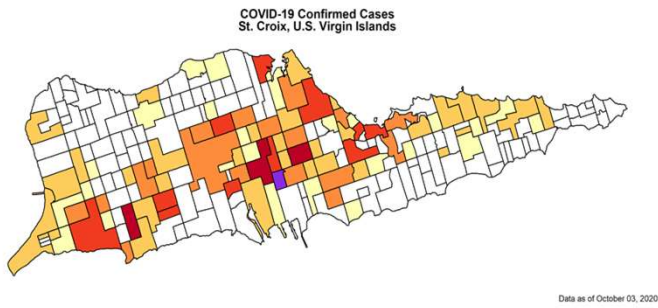 COVID-19 Confirmed Cases
St. Croix, U.S. Virgin Islands
Data as of October 03, 2020